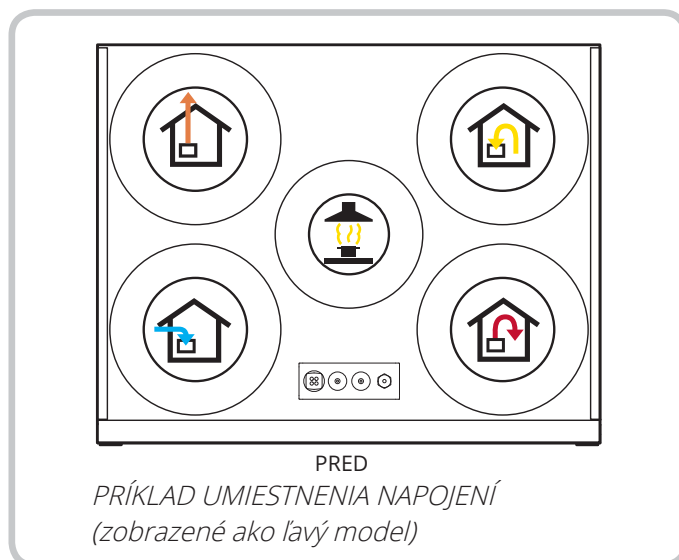 PRED
PRÍKLAD UMIESTNENIA NAPOJENÍ
(zobrazené ako ľavý model)